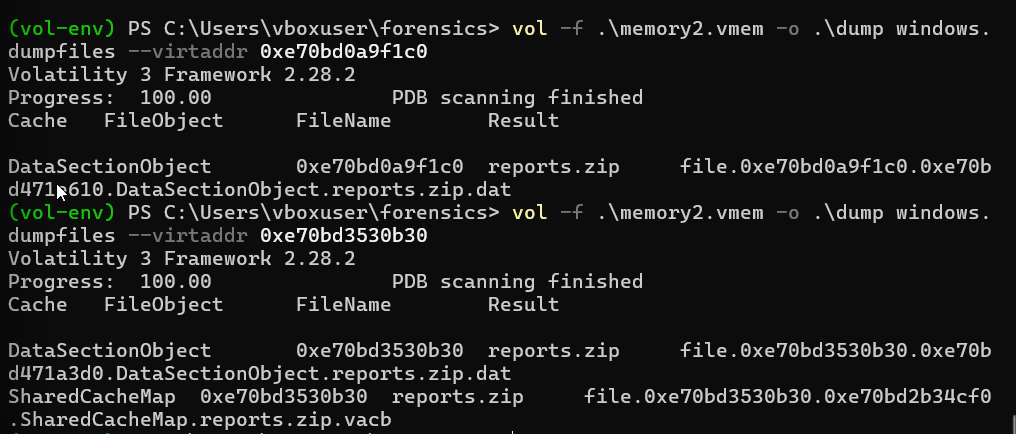 (vol-env) PS C:\Users\vboxuser\forensics> vol -f .\memory2.vmem -o .\dump windows.
dumpfiles --virtaddr 0xe70bd0a9f1c0
Volatility 3 Framework 2.28.2
Progress:  100.00               PDB scanning finished
Cache   FileObject      FileName        Result
DataSectionObject       0xe70bd0a9f1c0  reports.zip     file.0xe70bd0a9f1c0.0xe70b
d471e610.DataSectionObject.reports.zip.dat
(vol-env) PS C:\Users\vboxuser\forensics> vol -f .\memory2.vmem -o .\dump windows.
dumpfiles --virtaddr 0xe70bd3530b30
Volatility 3 Framework 2.28.2
Progress:  100.00               PDB scanning finished
Cache   FileObject      FileName        Result
DataSectionObject       0xe70bd3530b30  reports.zip     file.0xe70bd3530b30.0xe70b
d471a3d0.DataSectionObject.reports.zip.dat
SharedCacheMap  0xe70bd3530b30  reports.zip     file.0xe70bd3530b30.0xe70bd2b34cf0
.SharedCacheMap.reports.zip.vacb